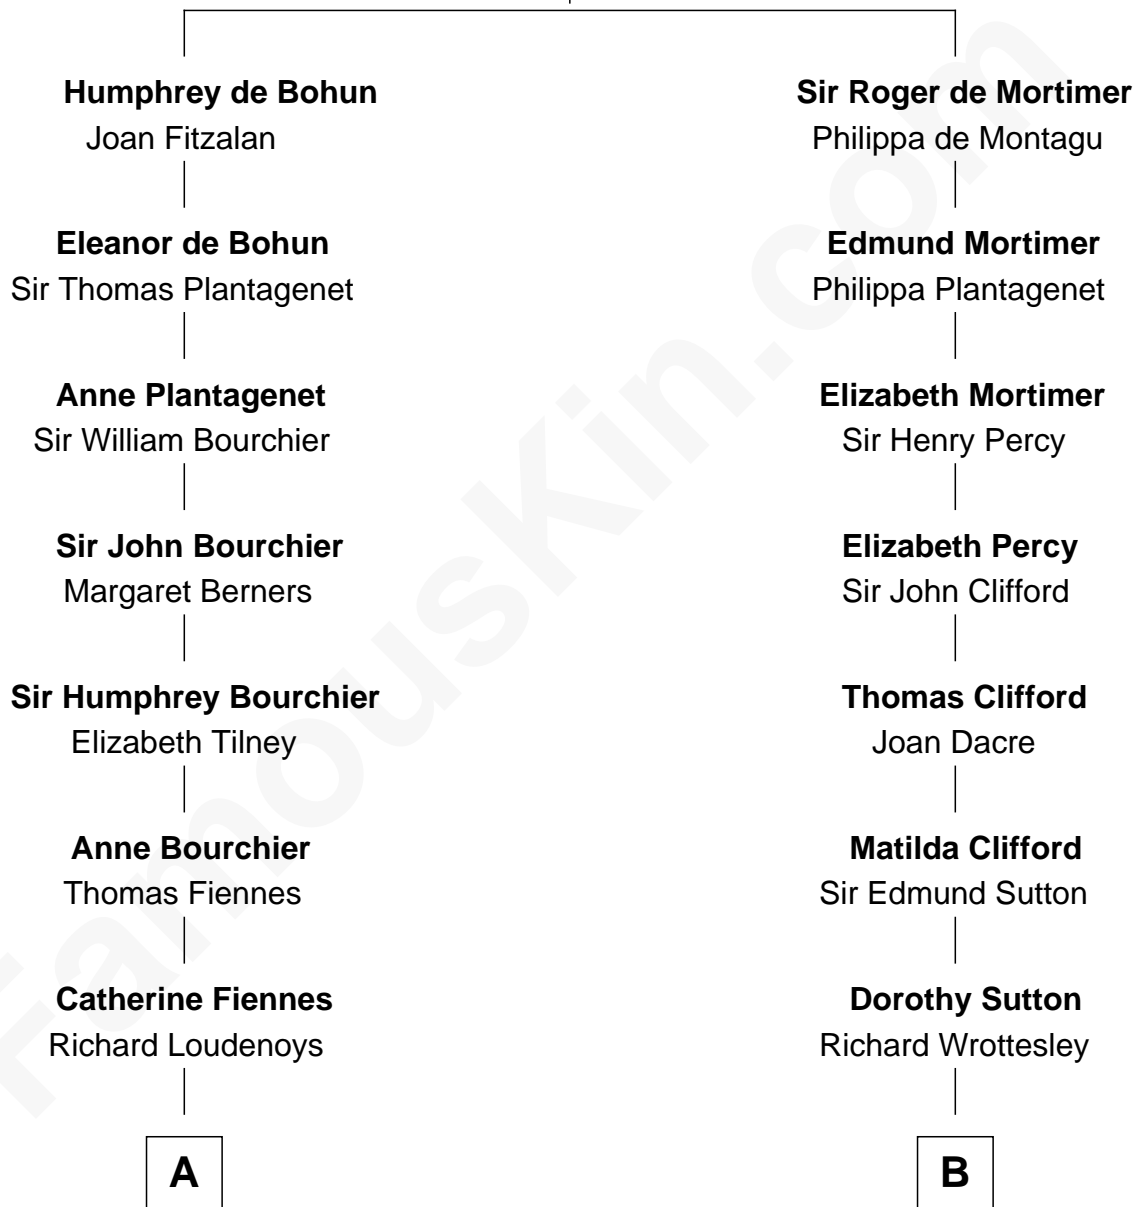 Humphrey de Bohun
Joan Fitzalan
Eleanor de Bohun
Sir Thomas Plantagenet
Anne Plantagenet
Sir William Bourchier
Sir John Bourchier
Margaret Berners
Sir Humphrey Bourchier
Elizabeth Tilney
Anne Bourchier
Thomas Fiennes
Catherine Fiennes
Richard Loudenoys
A
Sir Roger de Mortimer
Philippa de Montagu
Edmund Mortimer
Philippa Plantagenet
Elizabeth Mortimer
Sir Henry Percy
Elizabeth Percy
Sir John Clifford
Thomas Clifford
Joan Dacre
Matilda Clifford
Sir Edmund Sutton
Dorothy Sutton
Richard Wrottesley
B
FamousKin.com